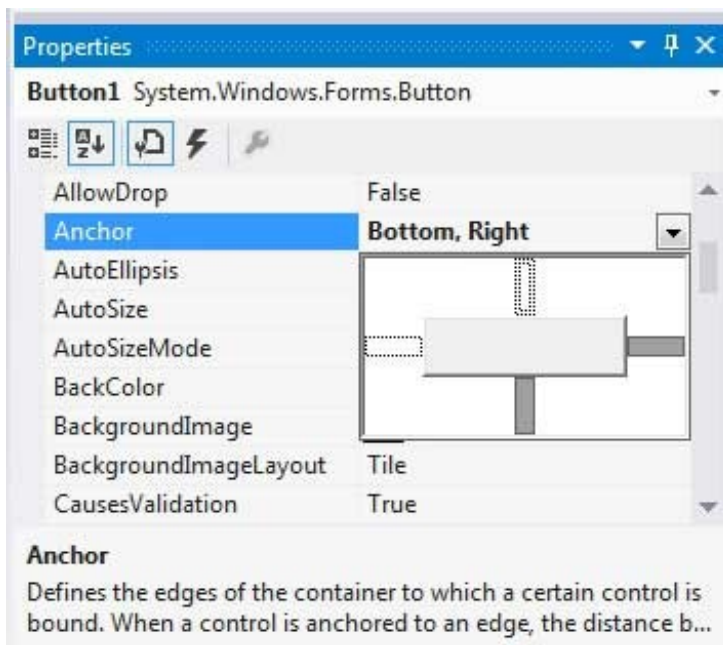 Properties
Button1 System.Windows.Forms.Button
AllowDrop False
Anchor Bottom, Right
AutoEllipsis
AutoSize
AutoSizeMode
BackColor
BackgroundImage
BackgroundImageLayout Tile
CausesValidation True
Anchor
Defines the edges of the container to which a certain control is
bound. When a control is anchored to an edge, the distance b...